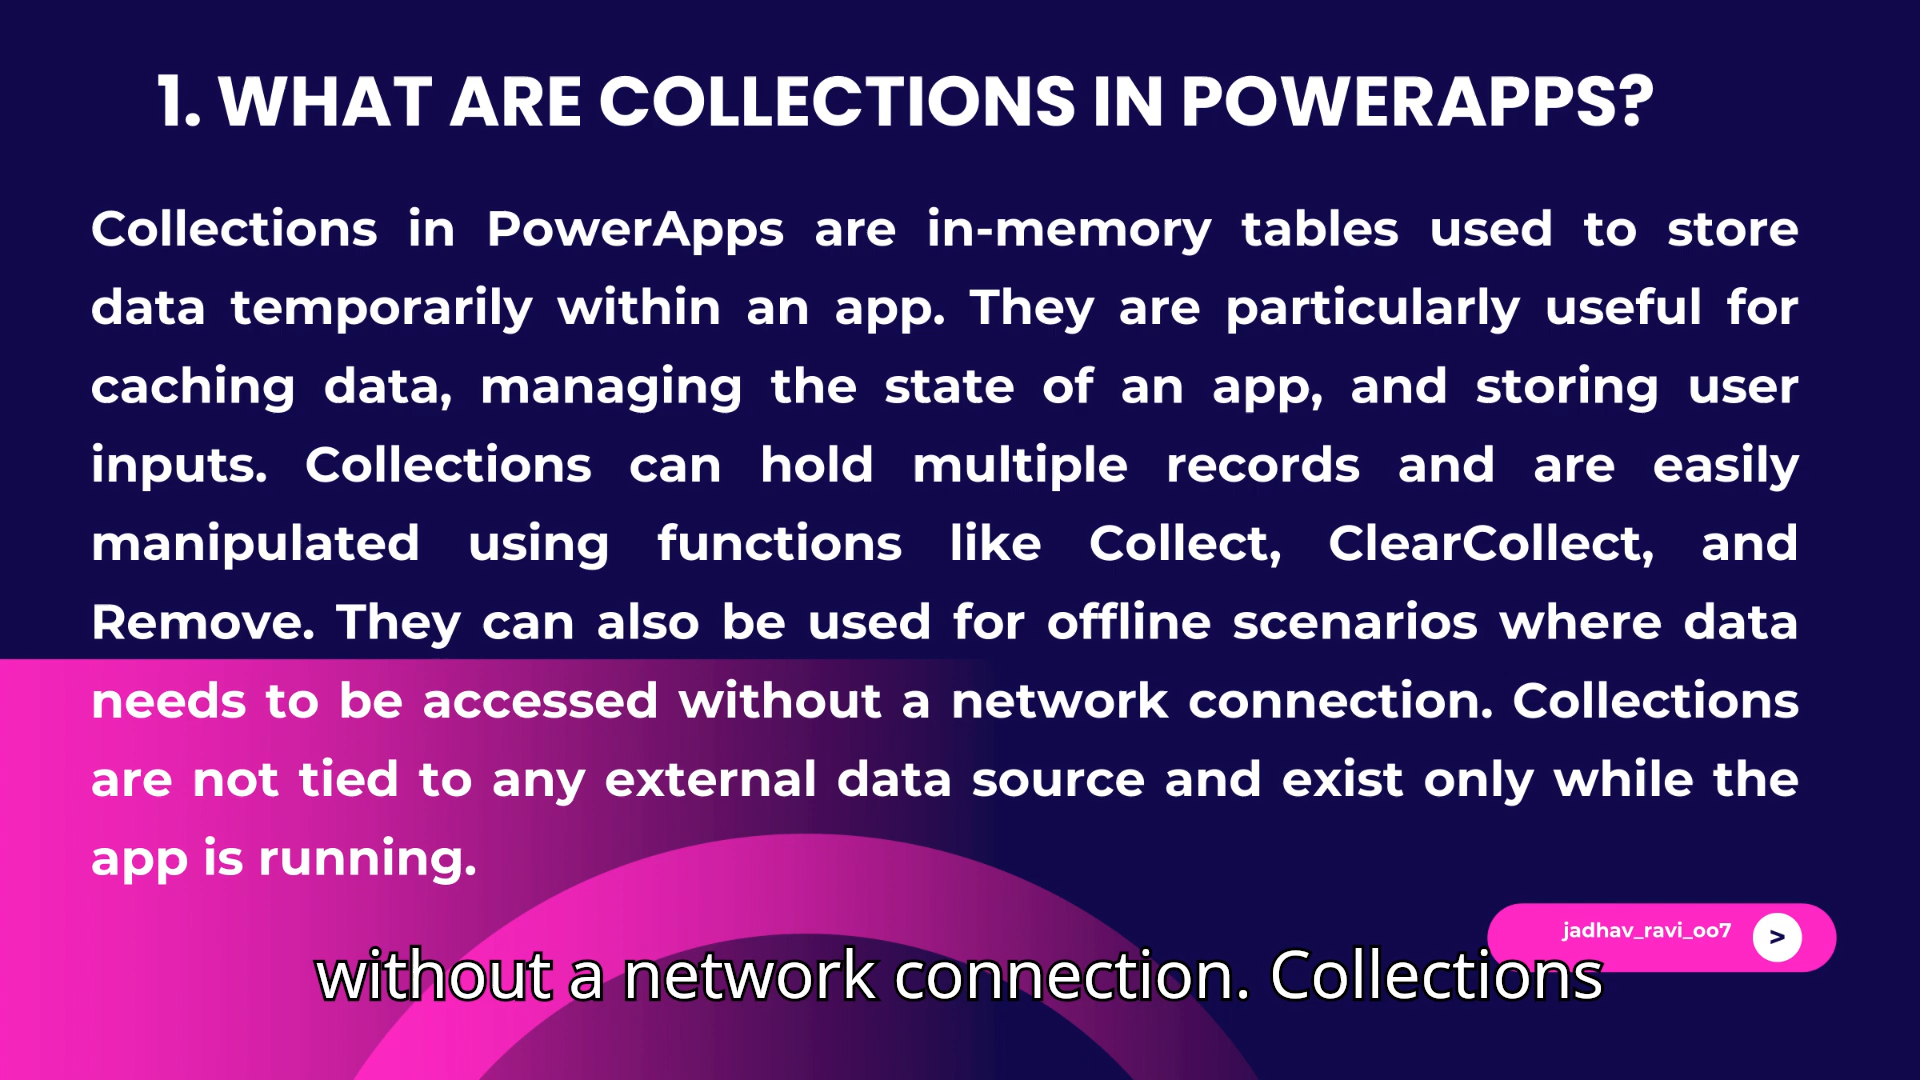 1. WHAT ARE COLLECTIONS IN POWERAPPS?
Collections in PowerApps are in-memory tables used to store
data temporarily within an app. They are particularly useful for
caching data, managing the state of an app, and storing user
inputs. Collections can hold multiple records and are easily
manipulated using functions like Collect, ClearCollect, and
Remove. They can also be used for offline scenarios where data
needs to be accessed without a network connection. Collections
are not tied to any external data source and exist only while the
app is running.
jadhav_ravi_oo7 >
without a network connection. Collections